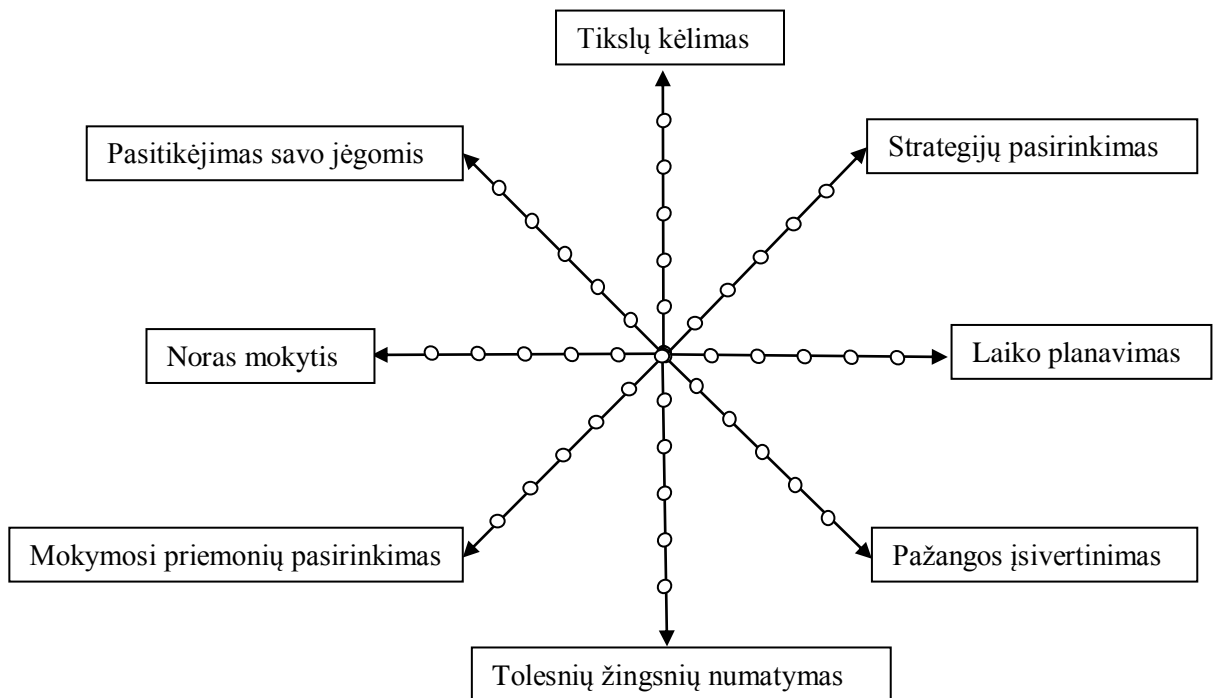 Tikslų kėlimas
Pasitikėjimas savo jėgomis
Strategijų pasirinkimas
Noras mokytis
Laiko planavimas
Mokymosi priemonių pasirinkimas
Pažangos įsivertinimas
Tolesnių žingsnių numatymas